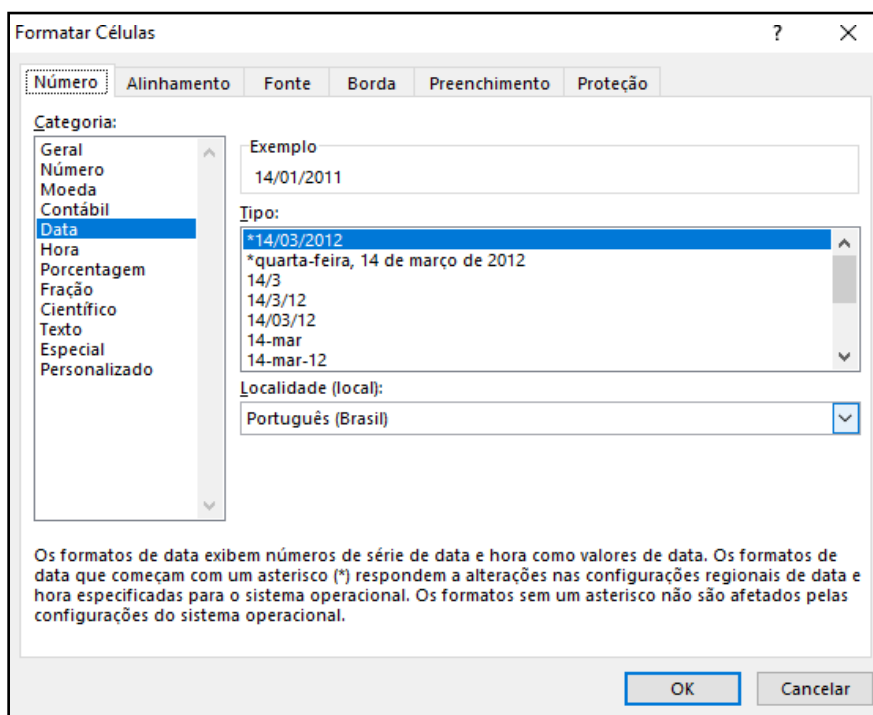 Formatar Células
?
Número
Alinhamento
Fonte
Borda
Preenchimento
Proteção
Categoria:
Geral
Número
Moeda
Contábil
Data
Hora
Porcentagem
Fração
Científico
Texto
Especial
Personalizado
Exemplo
14/01/2011
Tipo:
*14/03/2012
*quarta-feira, 14 de março de 2012
14/3
14/3/12
14/03/12
14-mar
14-mar-12
Localidade (local):
Português (Brasil)
Os formatos de data exibem números de série de data e hora como valores de data. Os formatos de
data que começam com um asterisco (*) respondem a alterações nas configurações regionais de data e
hora especificadas para o sistema operacional. Os formatos sem um asterisco não são afetados pelas
configurações do sistema operacional.
OK
Cancelar